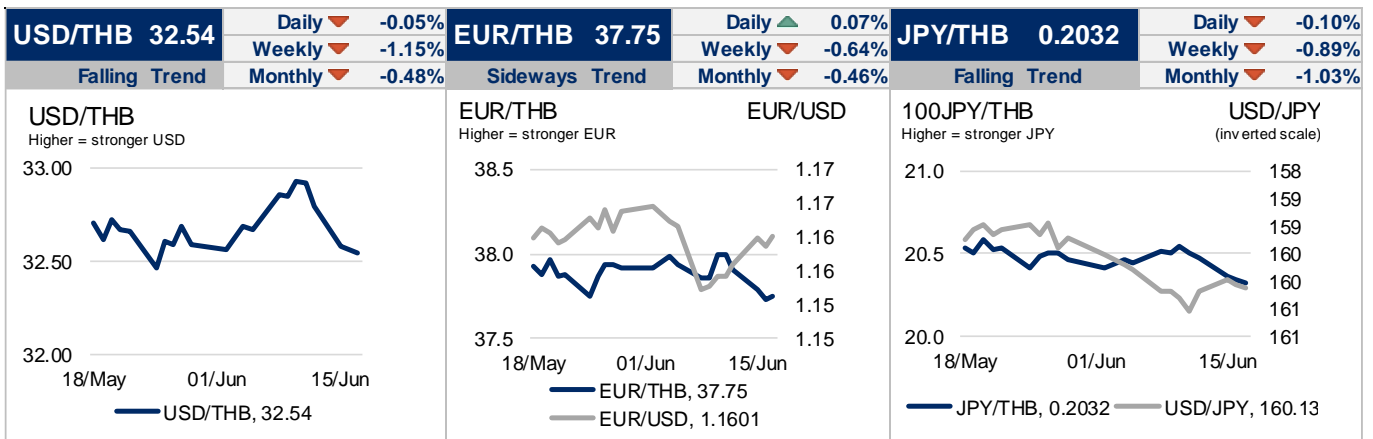 USD/THB 32.54
Daily -0.05%
Weekly -1.15%
Falling Trend
Monthly -0.48%
EUR/THB 37.75
Daily 0.07%
Weekly -0.64%
Sideways Trend
Monthly -0.46%
JPY/THB 0.2032
Daily -0.10%
Weekly -0.89%
Falling Trend
Monthly -1.03%
USD/THB
Higher = stronger USD
33.00
32.50
32.00
18/May 01/Jun 15/Jun
USD/THB, 32.54
EUR/THB EUR/USD
Higher = stronger EUR
38.5 1.17
1.17
38.0 1.16
1.16
1.15
37.5 1.15
18/May 01/Jun 15/Jun
EUR/THB, 37.75
EUR/USD, 1.1601
100JPY/THB USD/JPY
Higher = stronger JPY (inverted scale)
21.0 158
159
159
20.5 160
160
161
20.0 161
18/May 01/Jun 15/Jun
JPY/THB, 0.2032 USD/JPY, 160.13